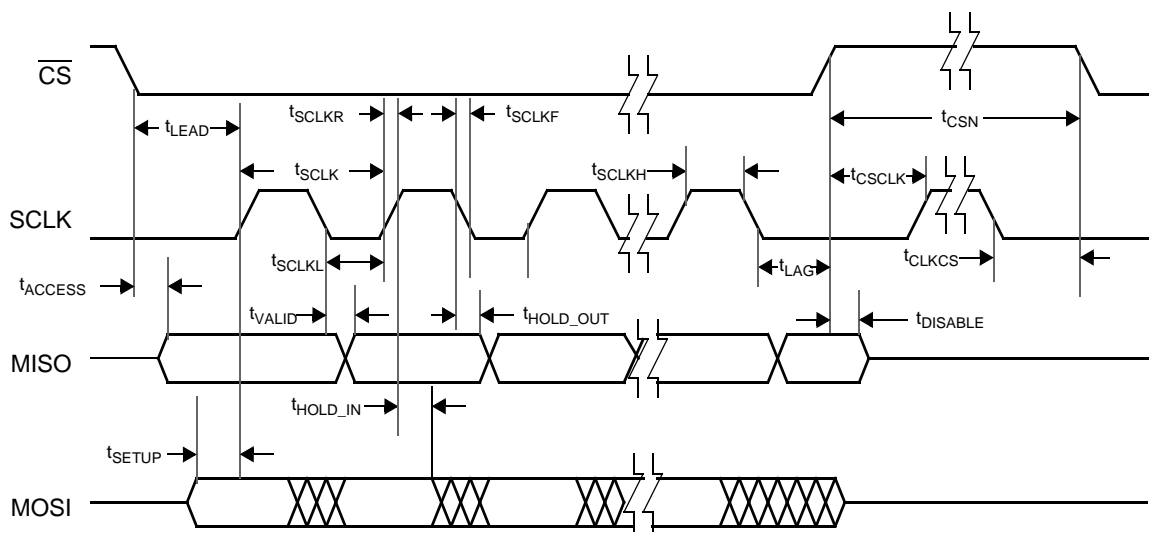 CS
tLEAD
tSCLKR
tSCLKF
tCSN
tSCLK
tSCLKH
tCSCLK
SCLK
tSCLKL
tLAG
tCLKCS
tACCESS
tVALID
tHOLD_OUT
tDISABLE
MISO
tHOLD_IN
tSETUP
MOSI